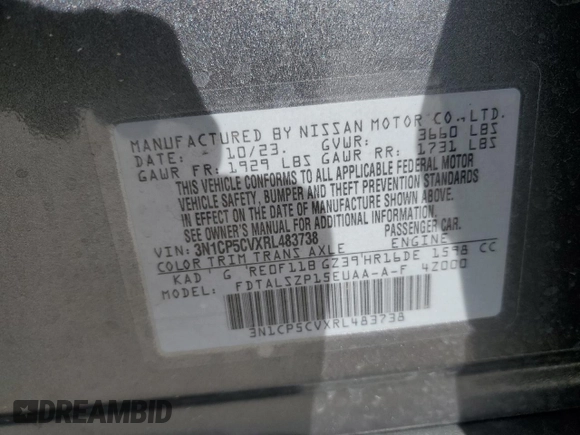 MANUFACTURED BY NISSAN MOTOR CO., LTD.
DATE: - 10/23. GVWR: 3660 LBS
GAWR FR: 1929 LBS GAWR RR: 1731 LBS
THIS VEHICLE CONFORMS TO ALL APPLICABLE FEDERAL MOTOR
VEHICLE SAFETY, BUMPER AND THEFT PREVENTION STANDARDS
IN EFFECT ON THE DATE OF MANUFACTURE SHOWN ABOVE.
SEE OWNER'S MANUAL FOR ADDITIONAL INFORMATION.
VIN: 3N1CP5CVXRL483738 PASSENGER CAR.
COLOR TRIM TRANS AXLE ENGINE
KAD G RE0F11B GZ39 HR16DE 1598 CC
MODEL: FDTALSZP15EUAA-A-F 4Z000
3N1CP5CVXRL483738
DREAMBID